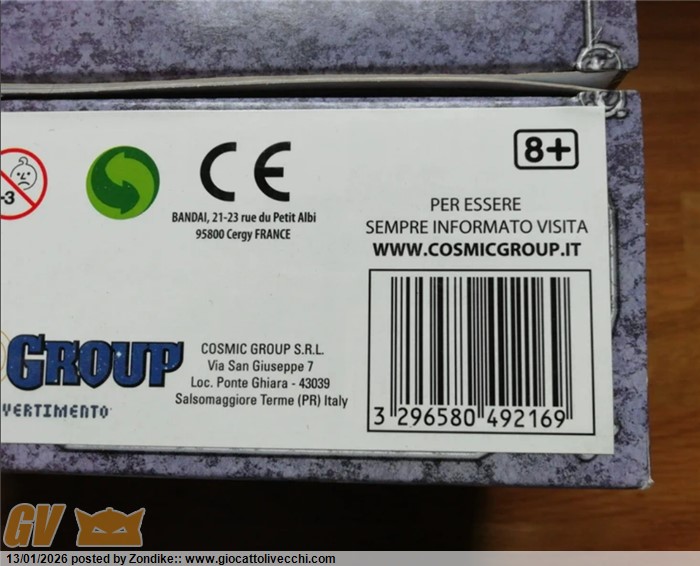 -3
CE
8+
BANDAI, 21-23 rue du Petit Albi
95800 Cergy FRANCE
PER ESSERE
SEMPRE INFORMATO VISITA
WWW.COSMICGROUP.IT
GROUP
VERTIMENTO
COSMIC GROUP S.R.L.
Via San Giuseppe 7
Loc. Ponte Ghiara - 43039
Salsomaggiore Terme (PR) Italy
3 296580 492169
GV
13/01/2026 posted by Zondike:: www.giocattolivecchi.com